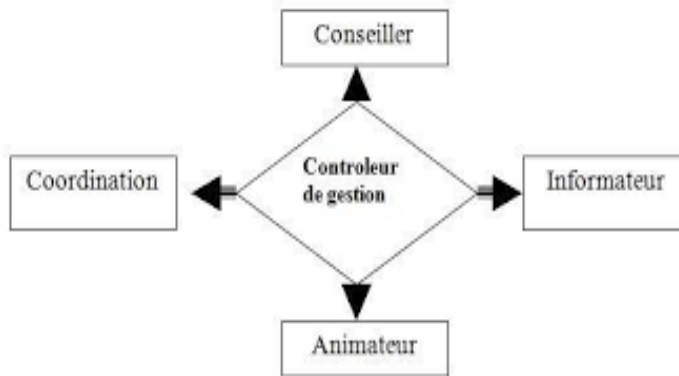 Conseiller
Coordination
Controleur
de gestion
Informateur
Animateur